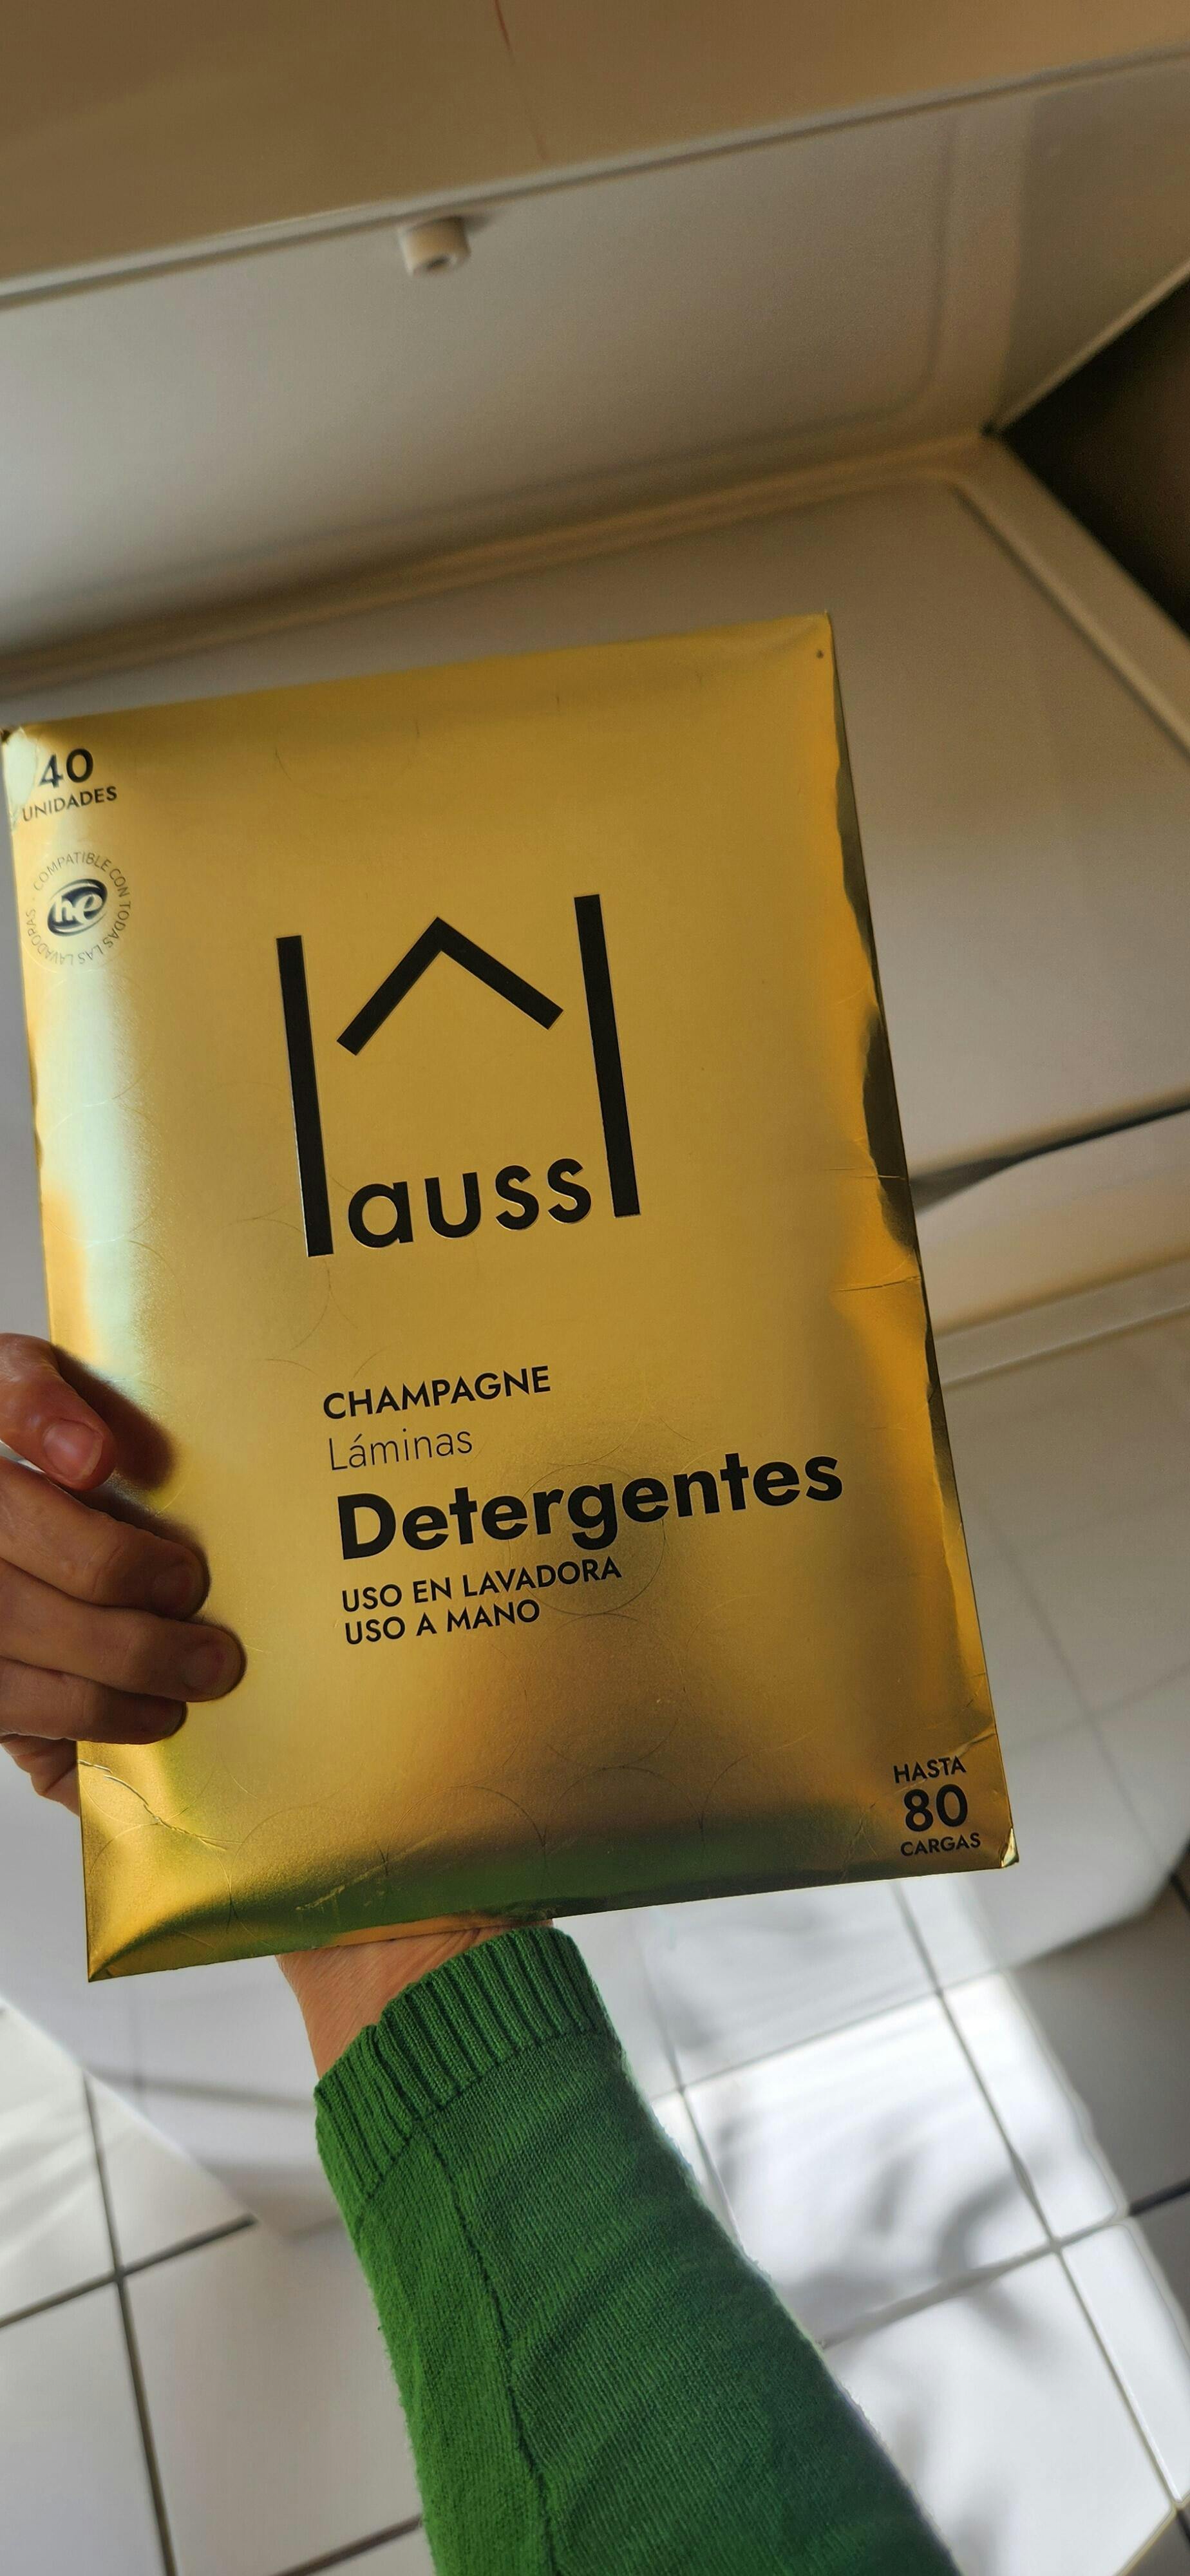 40
UNIDADES
COMPATIBLE CON TODAS LAS LAVADORAS
he
Haussl
CHAMPAGNE
Láminas
Detergentes
USO EN LAVADORA
USO A MANO
HASTA
80
CARGAS